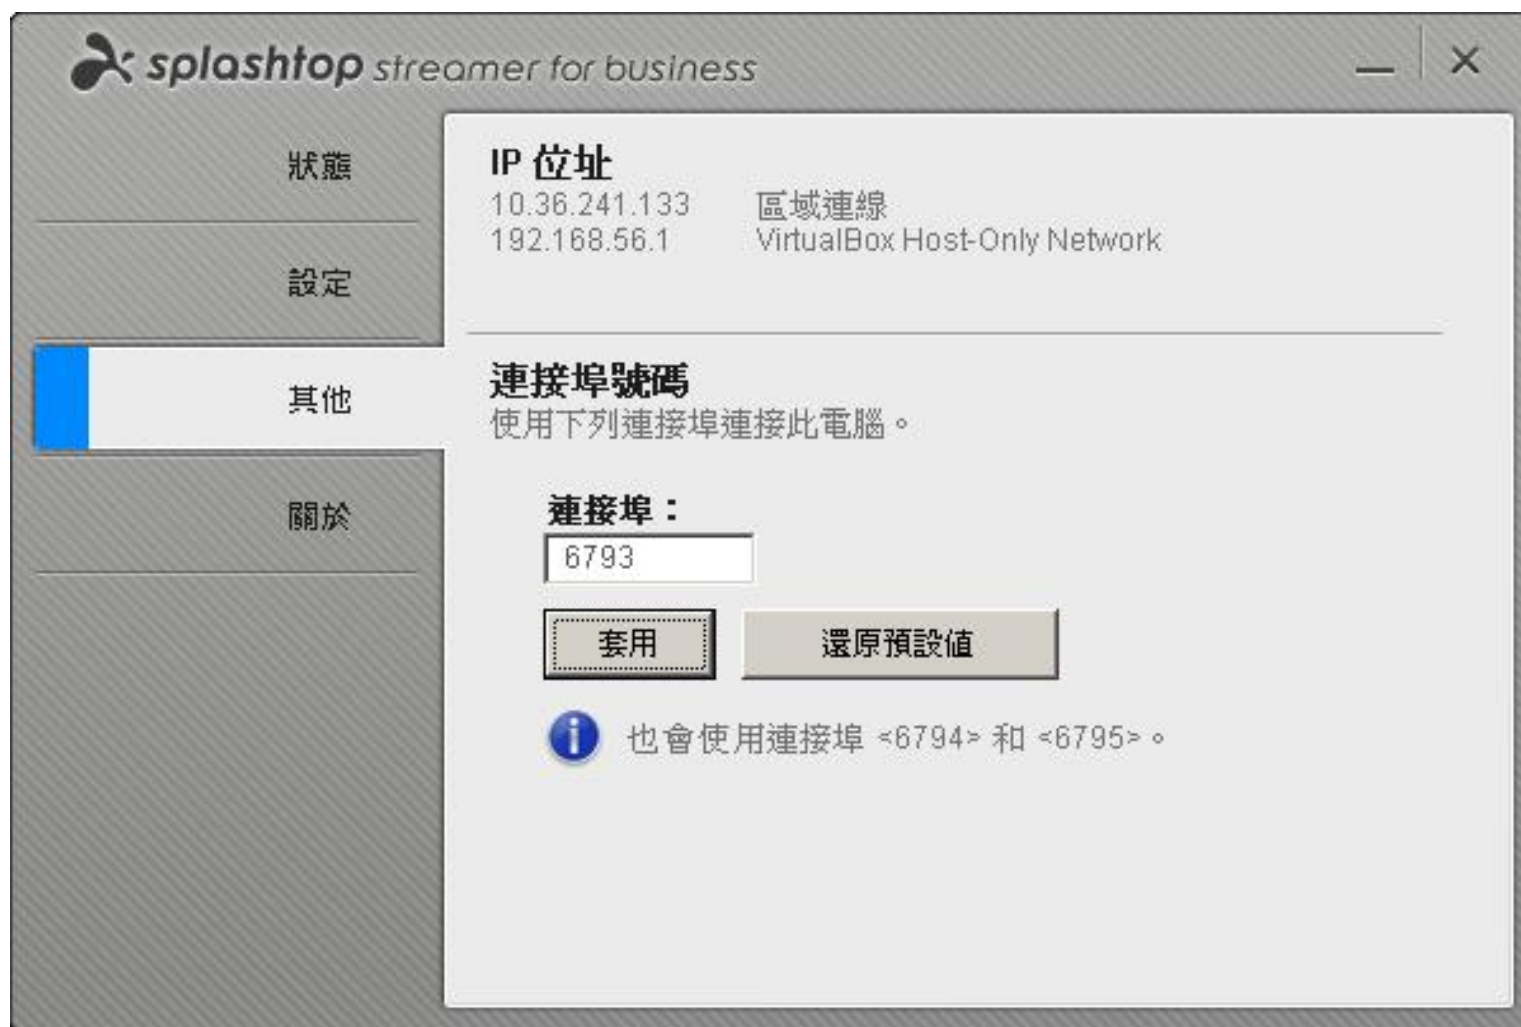 splashtop streamer for business
狀態
設定
其他
關於
IP 位址
10.36.241.133 區域連線
192.168.56.1 VirtualBox Host-Only Network
連接埠號碼
使用下列連接埠連接此電腦。
連接埠：
6793
套用 還原預設值
也會使用連接埠 <6794> 和 <6795>。